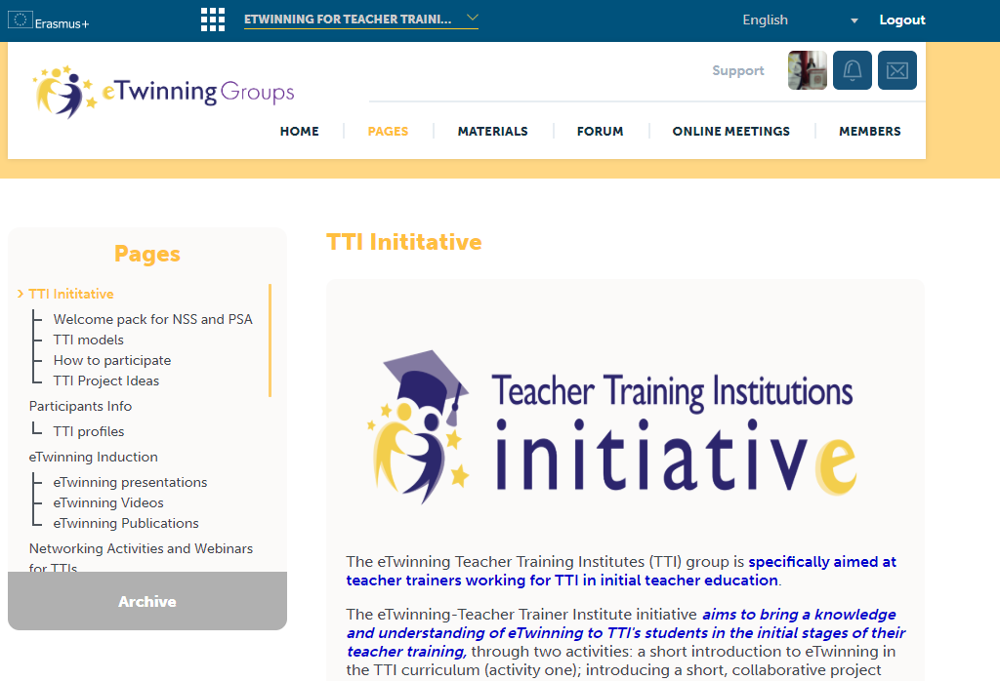 Erasmus+
ETWINNING FOR TEACHER TRAINI...
English
Logout
eTwinning Groups
Support
HOME
PAGES
MATERIALS
FORUM
ONLINE MEETINGS
MEMBERS
Pages
> TTI Inititative
Welcome pack for NSS and PSA
TTI models
How to participate
TTI Project Ideas
Participants Info
TTI profiles
eTwinning Induction
eTwinning presentations
eTwinning Videos
eTwinning Publications
Networking Activities and Webinars
for TTIs
Archive
TTI Inititative
Teacher Training Institutions
initiative
The eTwinning Teacher Training Institutes (TTI) group is specifically aimed at
teacher trainers working for TTI in initial teacher education.
The eTwinning-Teacher Trainer Institute initiative aims to bring a knowledge
and understanding of eTwinning to TTI's students in the initial stages of their
teacher training, through two activities: a short introduction to eTwinning in
the TTI curriculum (activity one); introducing a short, collaborative project